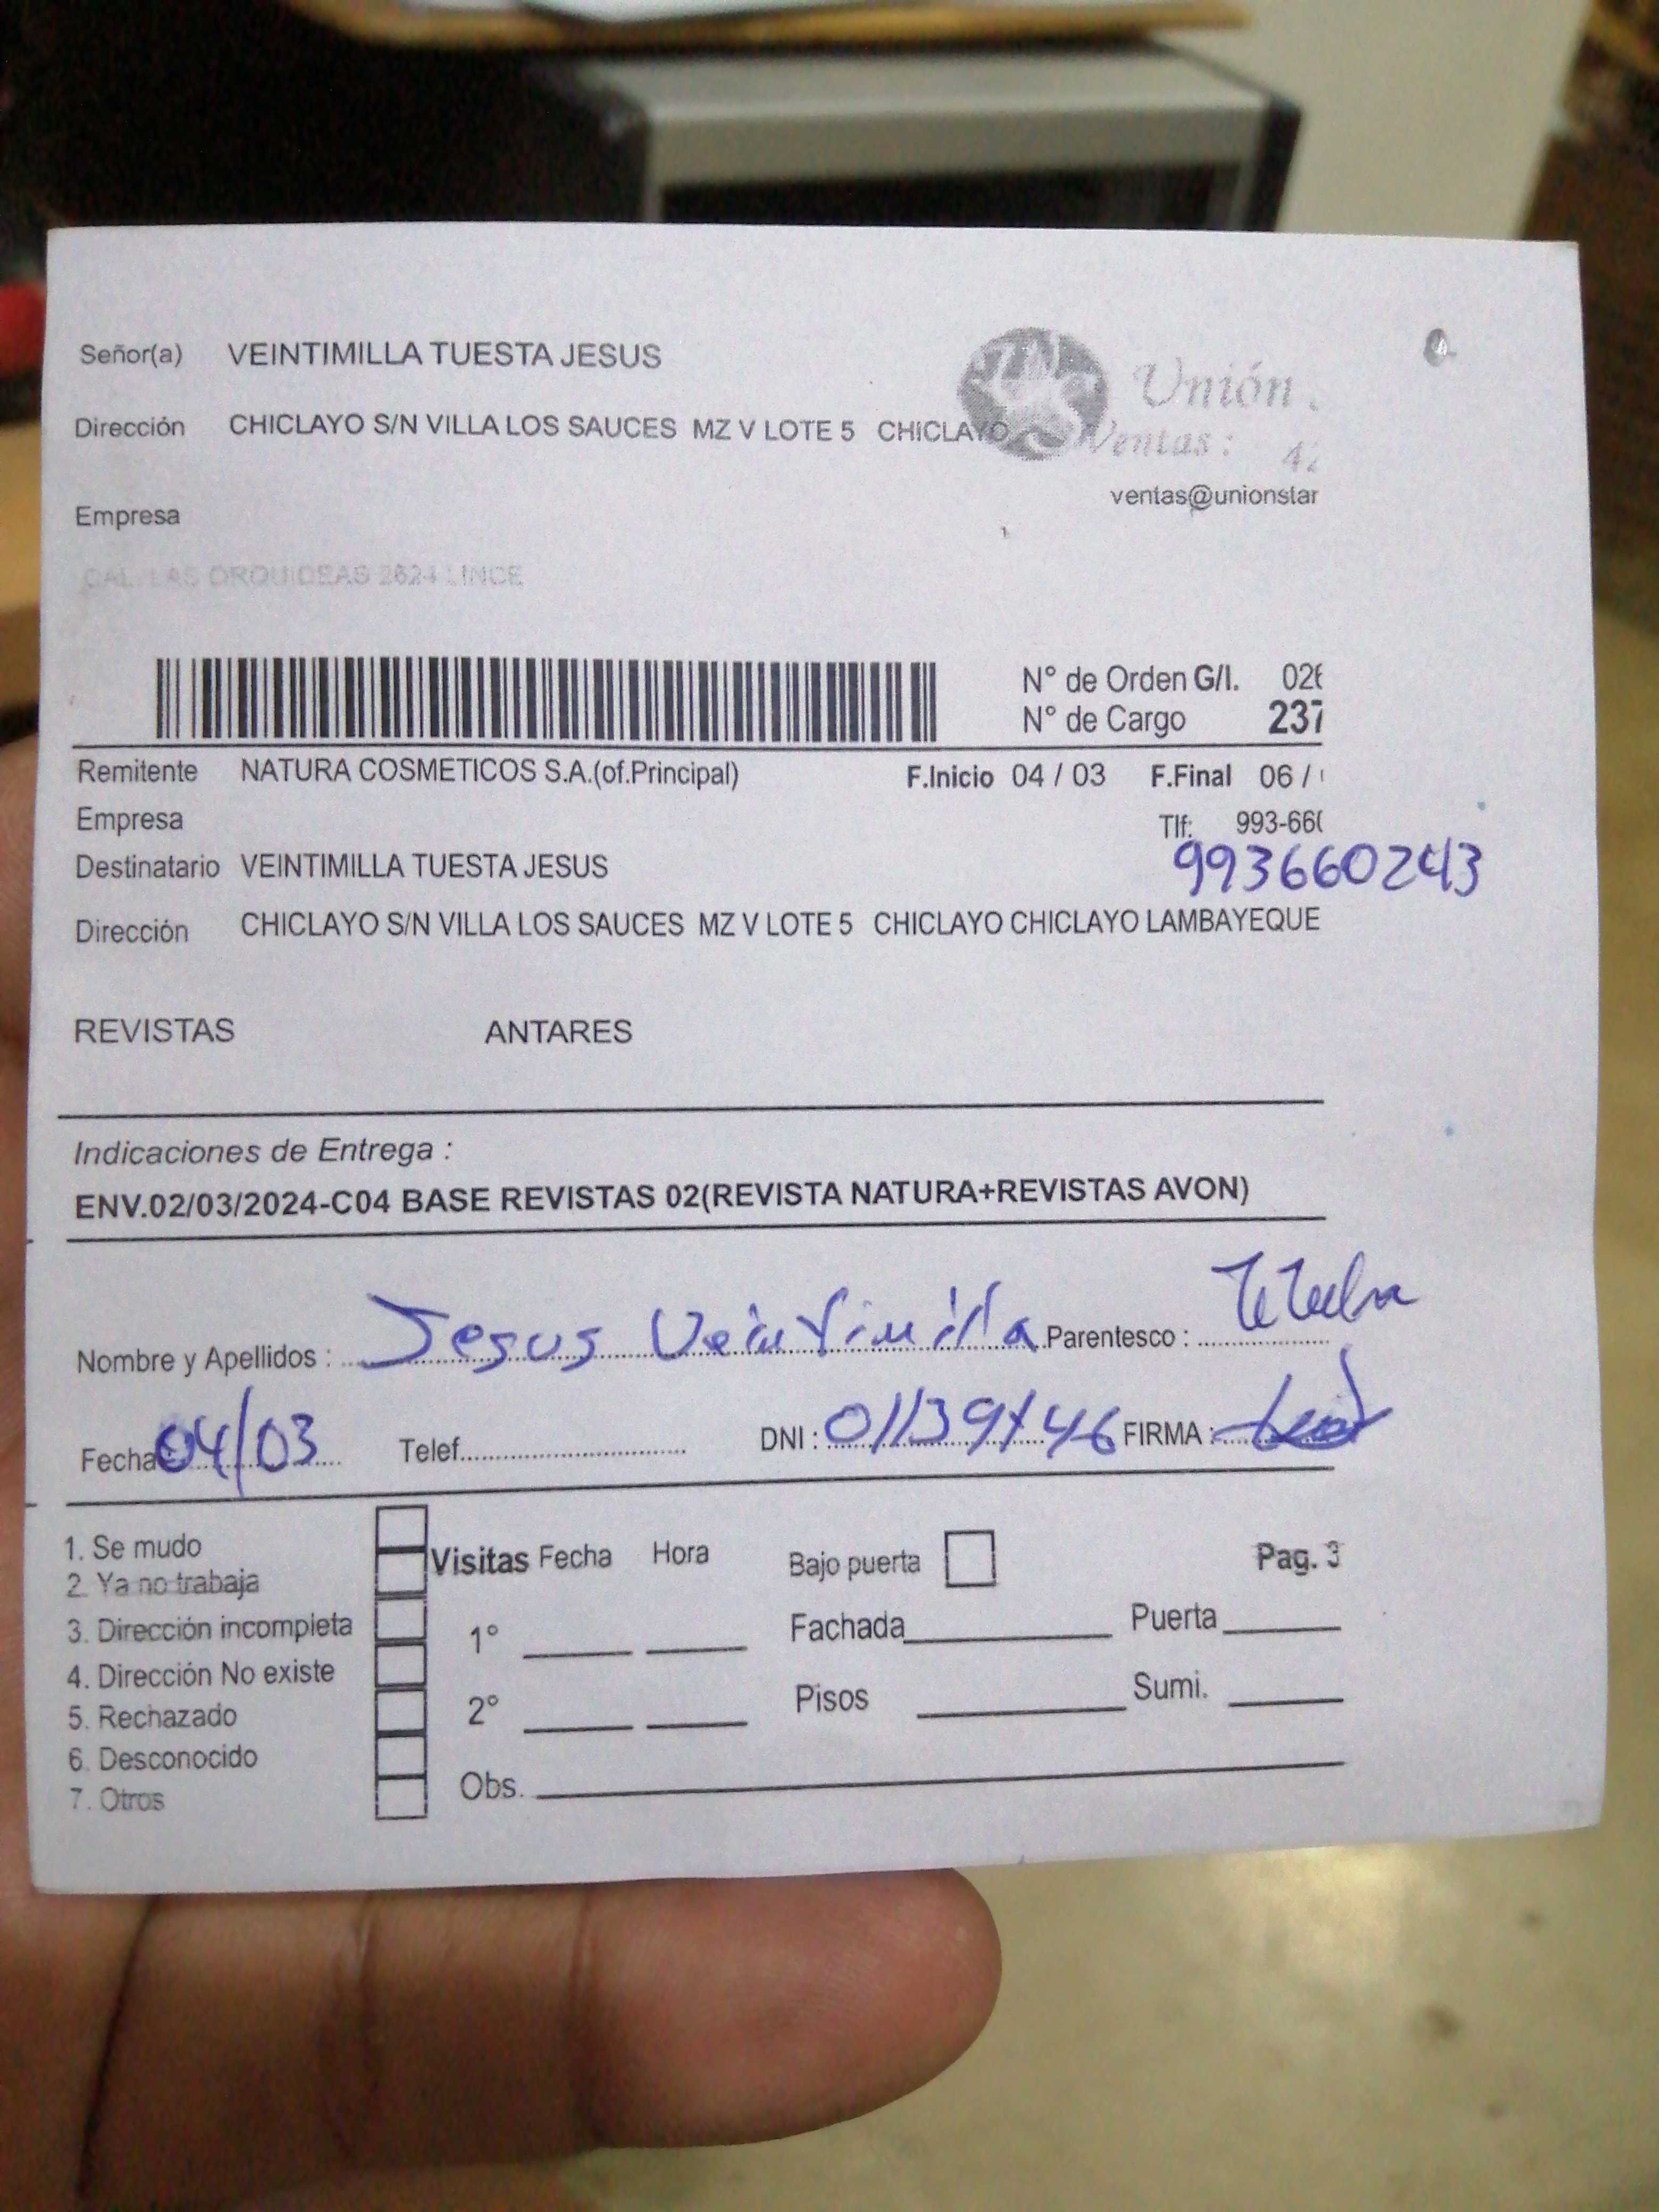 Señor(a) VEINTIMILLA TUESTA JESUS
Unión
Dirección CHICLAYO S/N VILLA LOS SAUCES MZ V LOTE 5 CHICLAYO
Ventas: 42
ventas@unionstar
Empresa
CAL. LAS ORQUIDEAS 2624 LINCE
N° de Orden G/I. 026
N° de Cargo 237
Remitente NATURA COSMETICOS S.A.(of.Principal) F.Inicio 04 / 03 F.Final 06 /
Empresa Tlf: 993-660
993660243
Destinatario VEINTIMILLA TUESTA JESUS
Dirección CHICLAYO S/N VILLA LOS SAUCES MZ V LOTE 5 CHICLAYO CHICLAYO LAMBAYEQUE
REVISTAS ANTARES
Indicaciones de Entrega :
ENV.02/03/2024-C04 BASE REVISTAS 02(REVISTA NATURA+REVISTAS AVON)
Nombre y Apellidos : Jesus Veintimilla Parentesco :
Fecha 04/03 Telef. DNI : FIRMA :
1. Se mudo
2. Ya no trabaja
3. Dirección incompleta
4. Dirección No existe
5. Rechazado
6. Desconocido
7. Otros
Visitas Fecha Hora
1°
2°
Obs.
Bajo puerta Pag. 3
Fachada Puerta
Pisos Sumi.